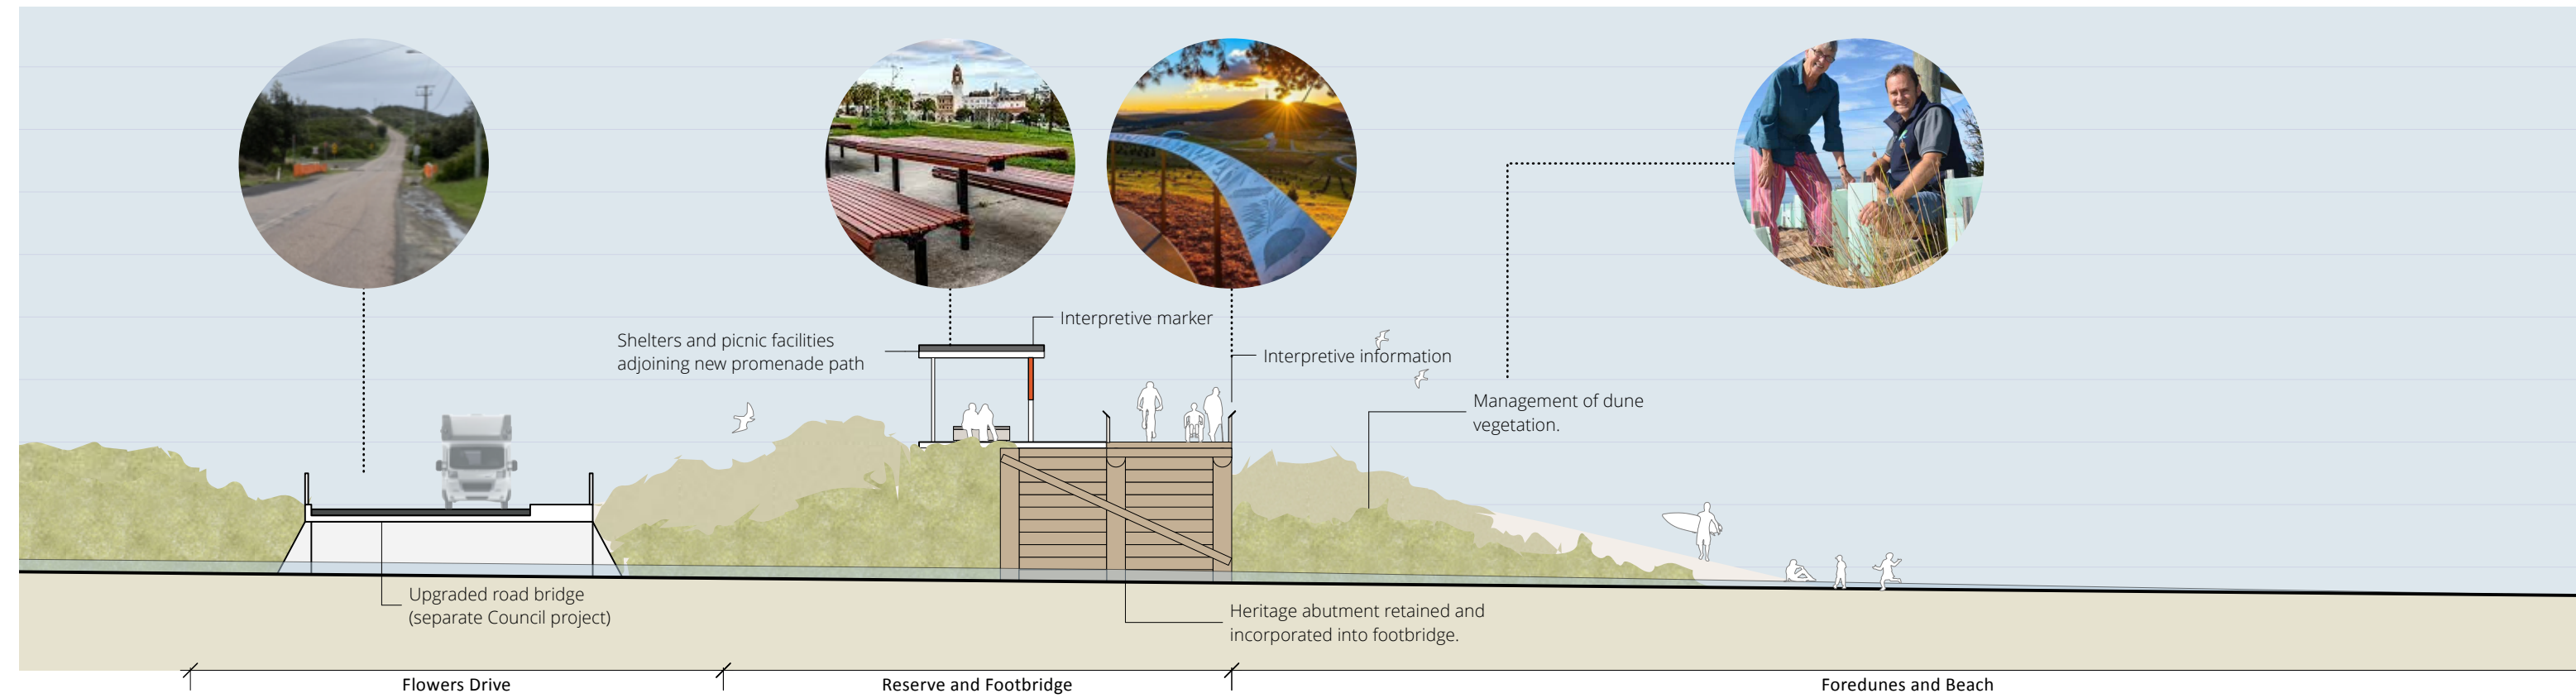 Interpretive marker
Shelters and picnic facilities
adjoining new promenade path
Interpretive information
Management of dune
vegetation.
Upgraded road bridge
(separate Council project)
Heritage abutment retained and
incorporated into footbridge.
Flowers Drive
Reserve and Footbridge
Foredunes and Beach